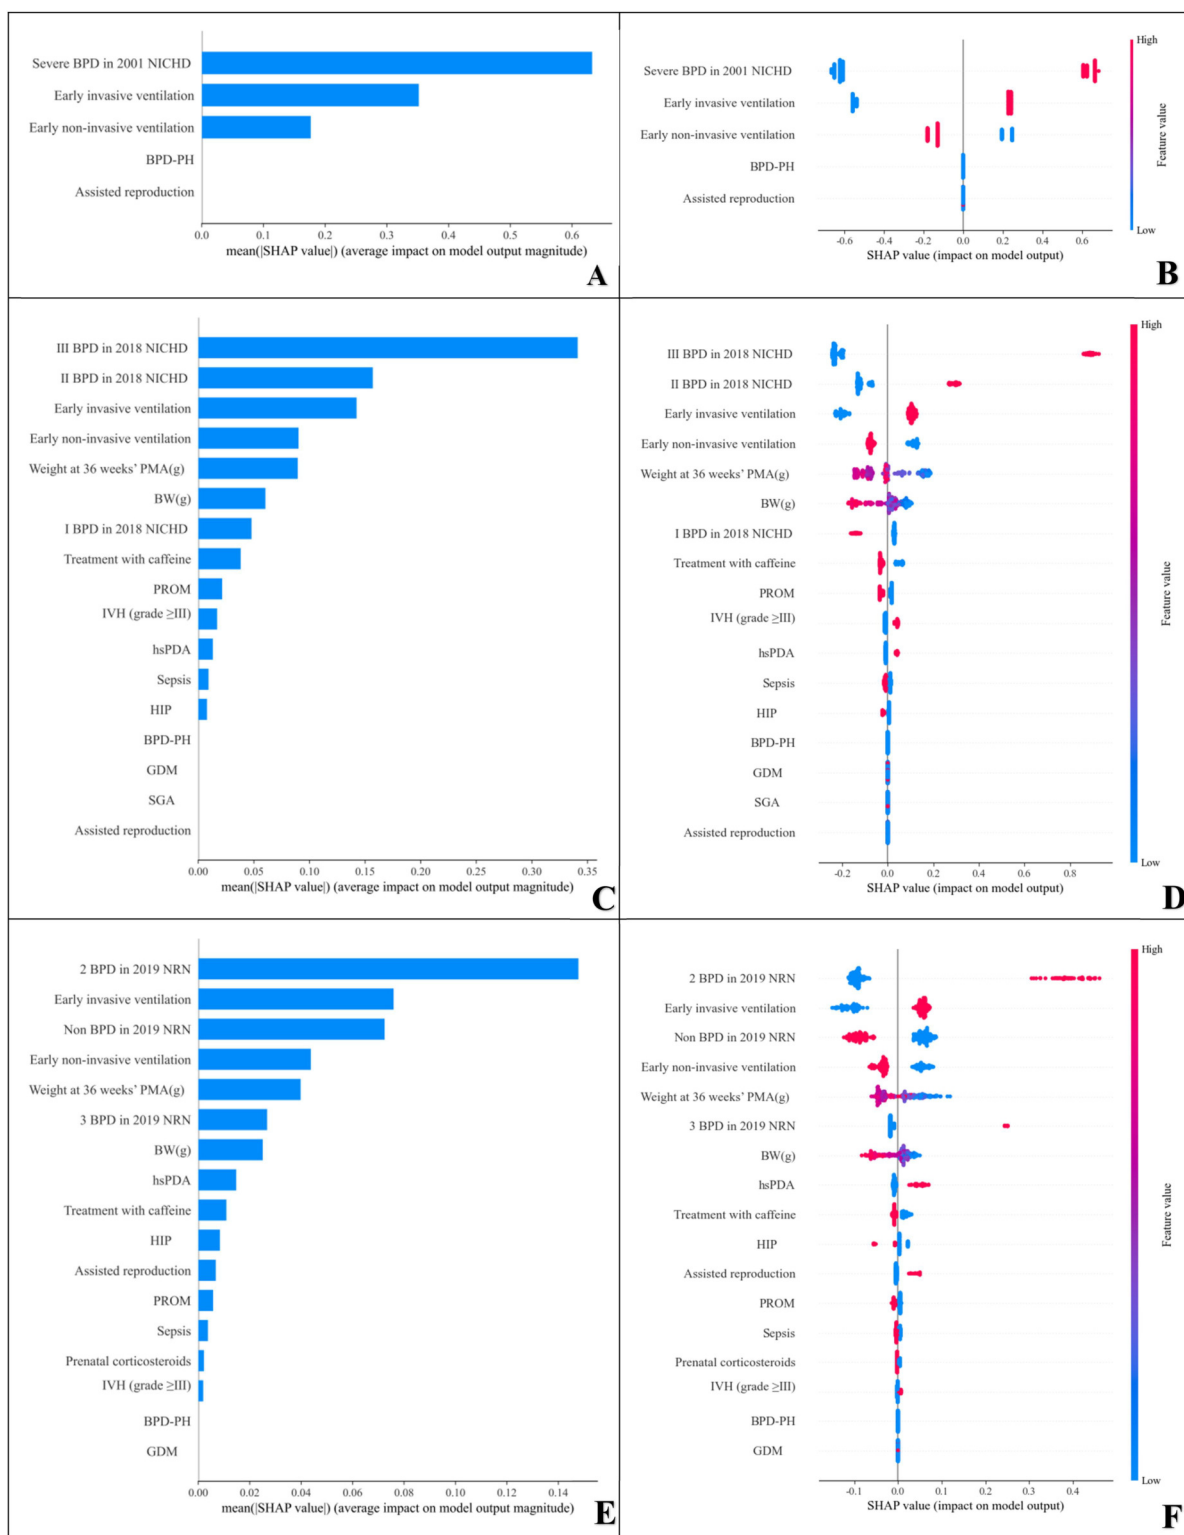 Severe BPD in 2001 NICHD
Early invasive ventilation
Early non-invasive ventilation
BPD-PH
Assisted reproduction
0.0 0.1 0.2 0.3 0.4 0.5 0.6
mean(|SHAP value|) (average impact on model output magnitude)
A
High
Severe BPD in 2001 NICHD
Early invasive ventilation
Early non-invasive ventilation
BPD-PH
Assisted reproduction
Feature value
Low
-0.6 -0.4 -0.2 0.0 0.2 0.4 0.6
SHAP value (impact on model output)
B
III BPD in 2018 NICHD
II BPD in 2018 NICHD
Early invasive ventilation
Early non-invasive ventilation
Weight at 36 weeks’ PMA(g)
BW(g)
I BPD in 2018 NICHD
Treatment with caffeine
PROM
IVH (grade ≥III)
hsPDA
Sepsis
HIP
BPD-PH
GDM
SGA
Assisted reproduction
0.00 0.05 0.10 0.15 0.20 0.25 0.30 0.35
mean(|SHAP value|) (average impact on model output magnitude)
C
High
III BPD in 2018 NICHD
II BPD in 2018 NICHD
Early invasive ventilation
Early non-invasive ventilation
Weight at 36 weeks’ PMA(g)
BW(g)
I BPD in 2018 NICHD
Treatment with caffeine
PROM
IVH (grade ≥III)
hsPDA
Sepsis
HIP
BPD-PH
GDM
SGA
Assisted reproduction
Feature value
Low
-0.2 0.0 0.2 0.4 0.6 0.8
SHAP value (impact on model output)
D
2 BPD in 2019 NRN
Early invasive ventilation
Non BPD in 2019 NRN
Early non-invasive ventilation
Weight at 36 weeks’ PMA(g)
3 BPD in 2019 NRN
BW(g)
hsPDA
Treatment with caffeine
HIP
Assisted reproduction
PROM
Sepsis
Prenatal corticosteroids
IVH (grade ≥III)
BPD-PH
GDM
0.00 0.02 0.04 0.06 0.08 0.10 0.12 0.14
mean(|SHAP value|) (average impact on model output magnitude)
E
High
2 BPD in 2019 NRN
Early invasive ventilation
Non BPD in 2019 NRN
Early non-invasive ventilation
Weight at 36 weeks’ PMA(g)
3 BPD in 2019 NRN
BW(g)
hsPDA
Treatment with caffeine
HIP
Assisted reproduction
PROM
Sepsis
Prenatal corticosteroids
IVH (grade ≥III)
BPD-PH
GDM
Feature value
Low
-0.1 0.0 0.1 0.2 0.3 0.4
SHAP value (impact on model output)
F